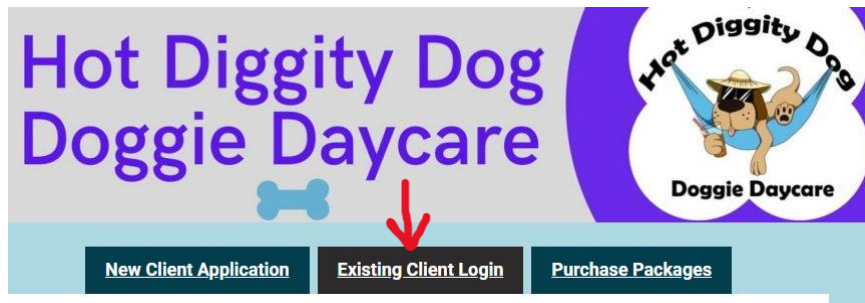 Hot Diggity Dog
Doggie Daycare
Hot Diggity Dog
Doggie Daycare
New Client Application
Existing Client Login
Purchase Packages